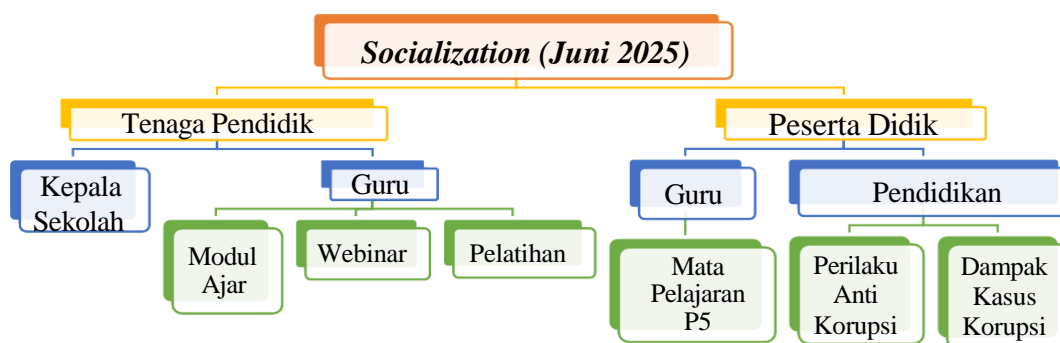 Socialization (Juni 2025)
Tenaga Pendidik
Peserta Didik
Kepala
Sekolah
Guru
Guru
Pendidikan
Modul
Ajar
Webinar
Pelatihan
Mata
Pelajaran
P5
Perilaku
Anti
Korupsi
Dampak
Kasus
Korupsi